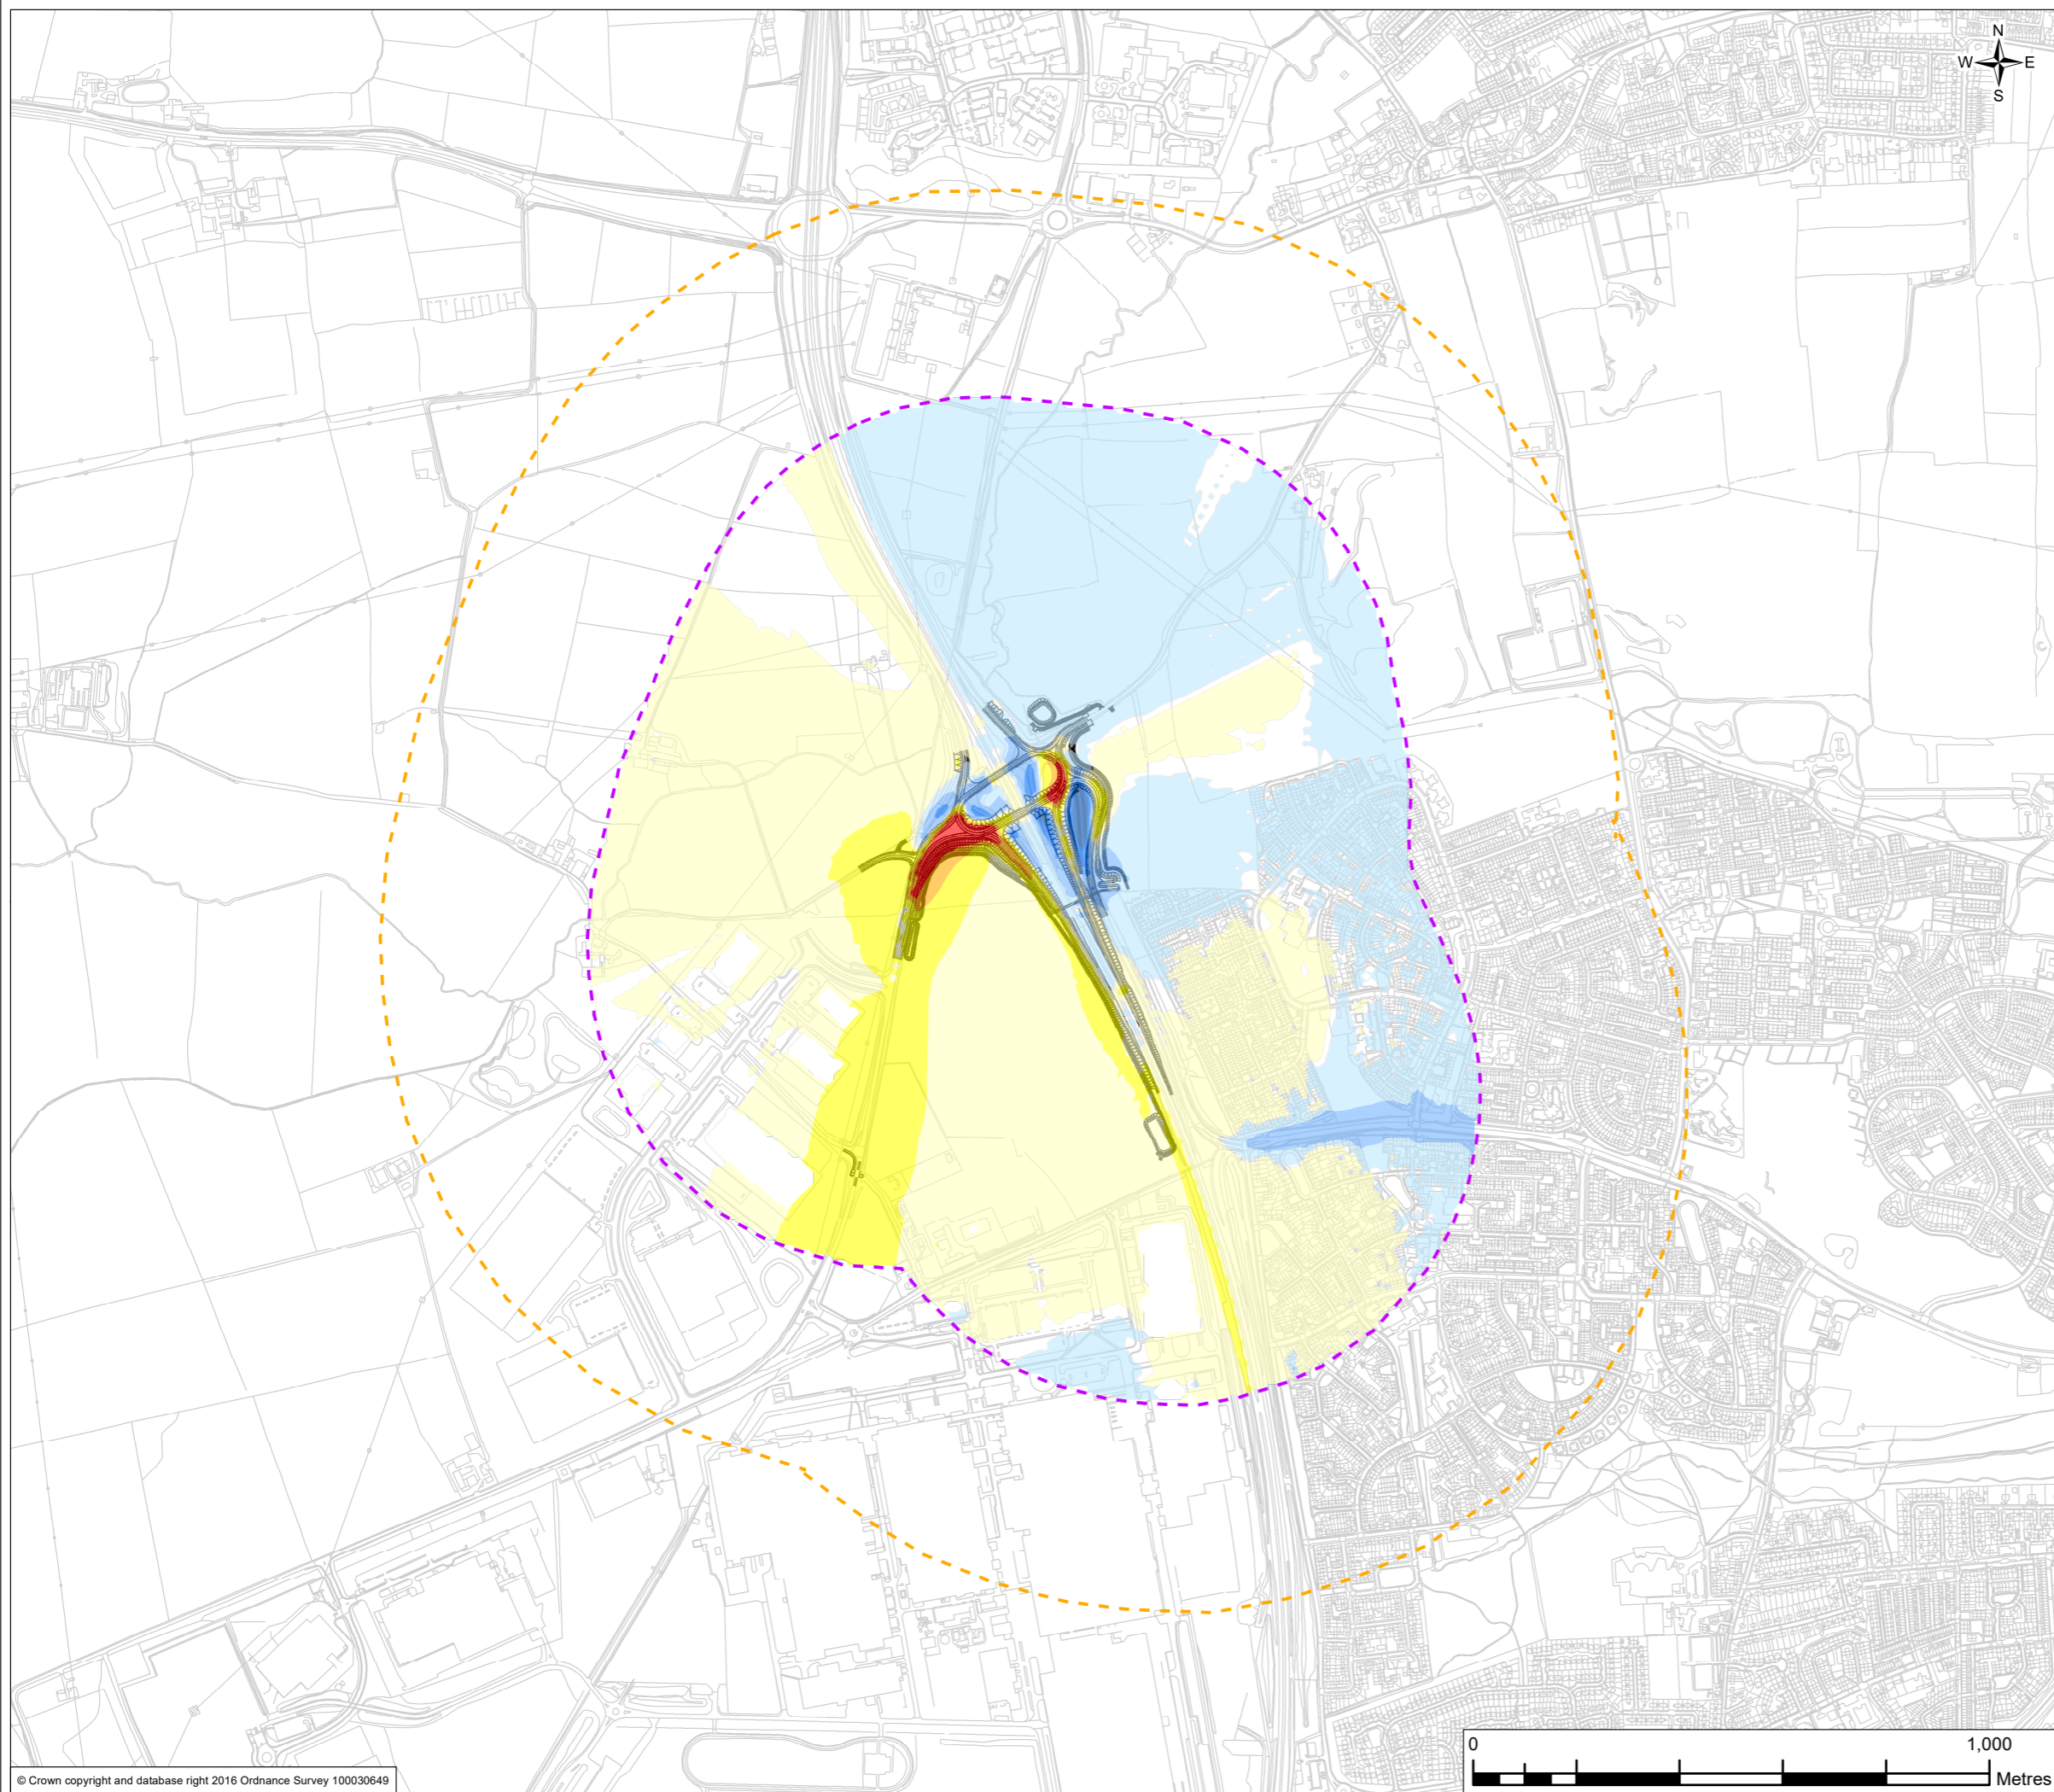 N
W E
S
0 1,000
Metres
© Crown copyright and database right 2016 Ordnance Survey 100030649